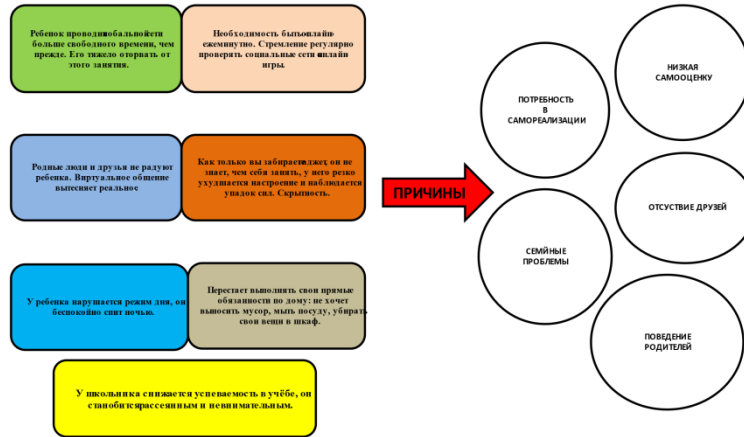 Ребенок проводит в глобальной сети
больше свободного времени, чем
прежде. Его тяжело оторвать от
этого занятия.
Необходимость быть онлайн
ежеминутно. Стремление регулярно
проверять социальные сети онлайн
игры.
Родные люди и друзья не радуют
ребенка. Виртуальное общение
вытесняет реальное.
Как только вы забираете гаджет, он не
знает, чем себя занять, у него резко
ухудшается настроение и наблюдается
упадок сил. Скрытность.
У ребенка нарушается режим дня, он
беспокойно спит ночью.
Перестает выполнять свои прямые
обязанности по дому: не хочет
выносить мусор, мыть посуду, убирать
свои вещи в шкаф.
У школьника снижается успеваемость в учёбе, он
становится рассеянным и невнимательным.
ПРИЧИНЫ
ПОТРЕБНОСТЬ
В
САМОРЕАЛИЗАЦИИ
НИЗКАЯ
САМООЦЕНКУ
ОТСУСТВИЕ ДРУЗЕЙ
СЕМЙНЫЕ
ПРОБЛЕМЫ
ПОВЕДЕНИЕ
РОДИТЕЛЕЙ